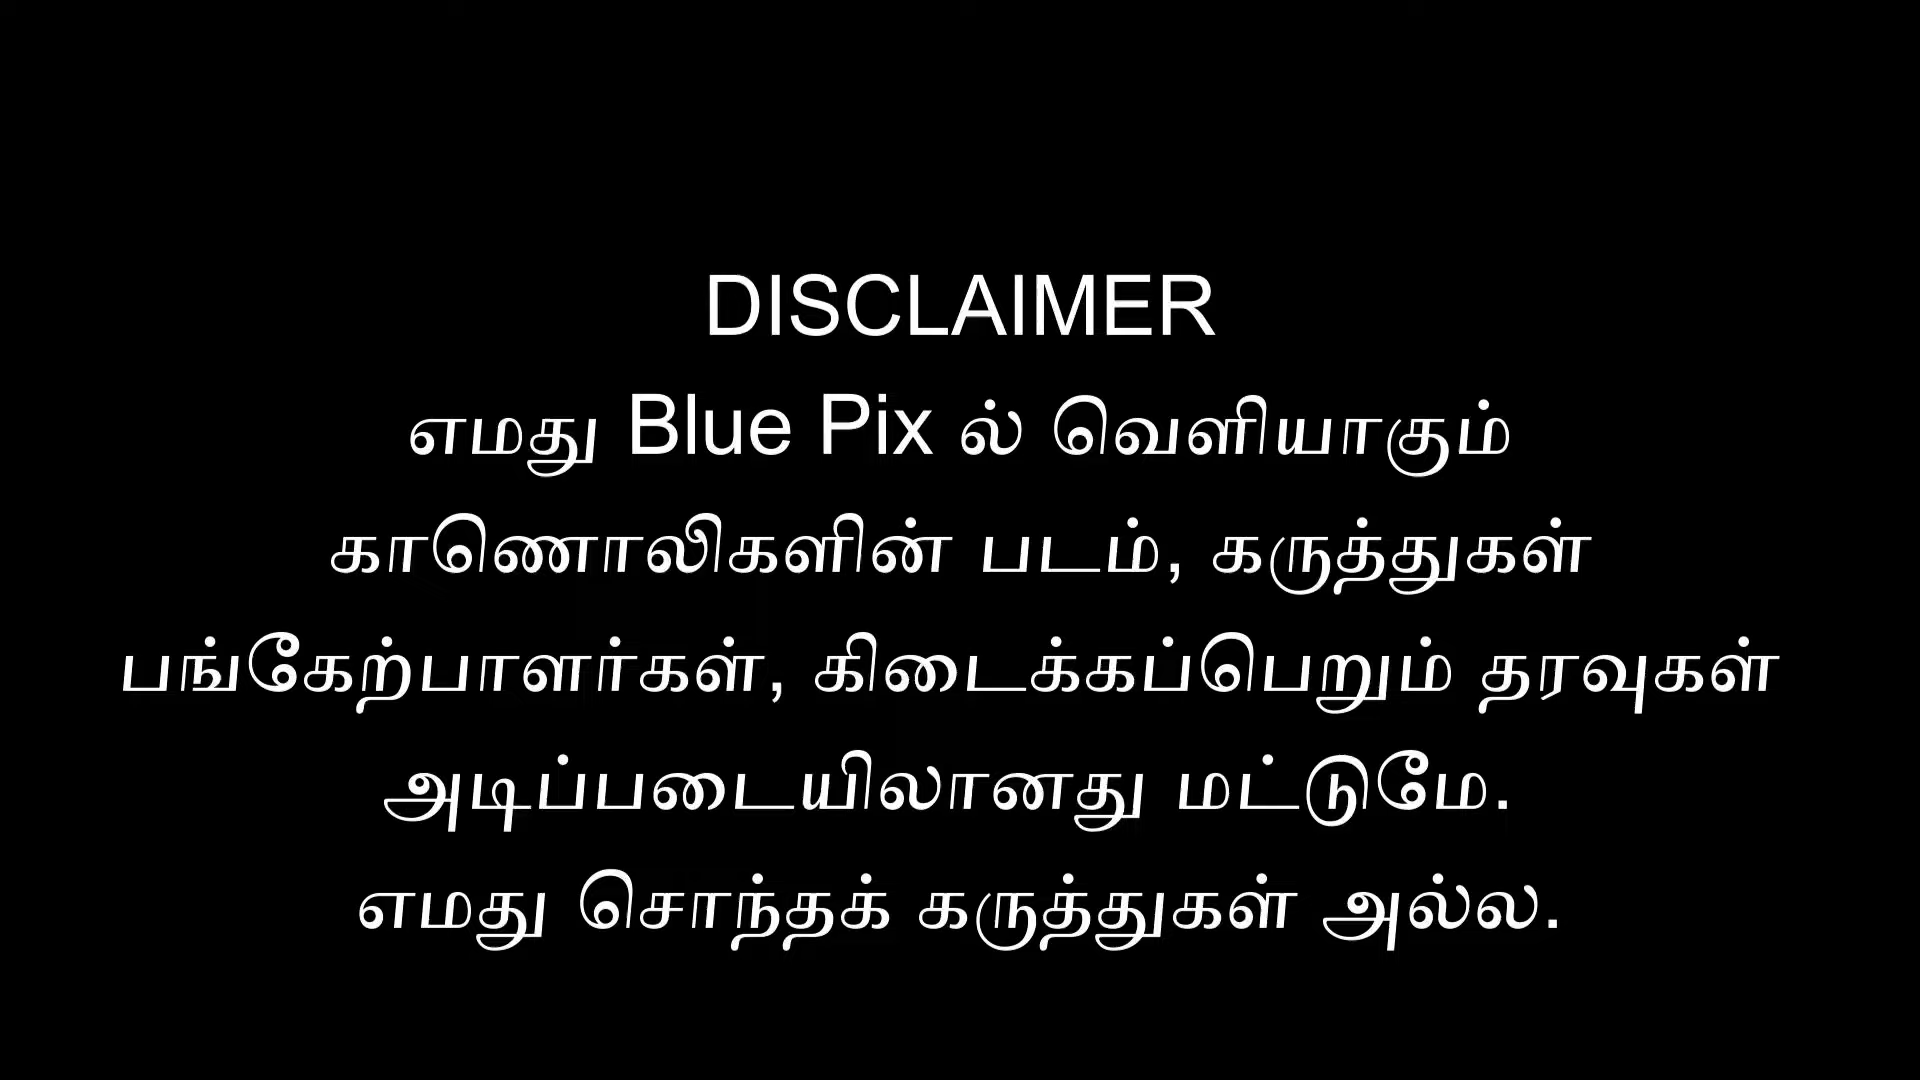 DISCLAIMER
எமது Blue Pix ல் வெளியாகும்
காணொலிகளின் படம், கருத்துகள்
பங்கேற்பாளர்கள், கிடைக்கப்பெறும் தரவுகள்
அடிப்படையிலானது மட்டுமே.
எமது சொந்தக் கருத்துகள் அல்ல.